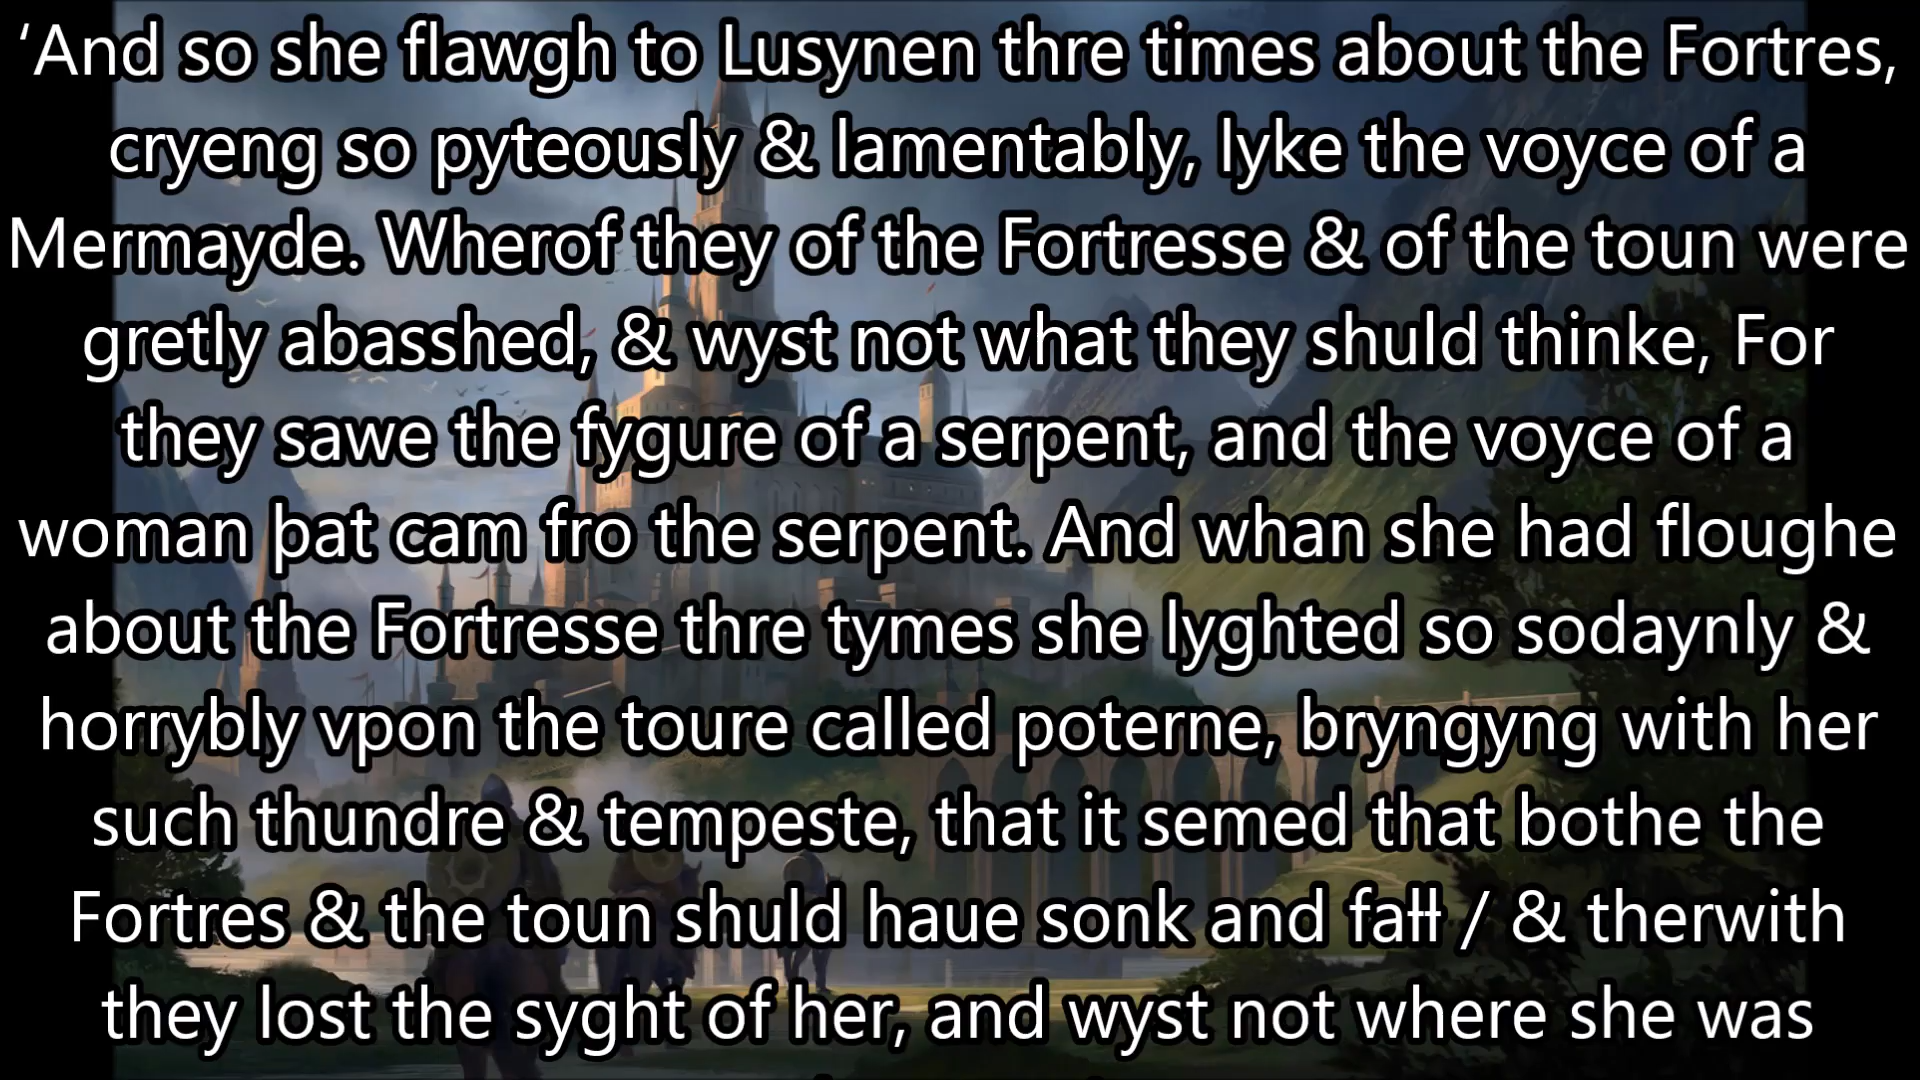 ‘And so she flawgh to Lusynen thre times about the Fortres,
cryeng so pyteously & lamentably, lyke the voyce of a
Mermayde. Wherof they of the Fortresse & of the toun were
gretly abasshed, & wyst not what they shuld thinke, For
they sawe the fygure of a serpent, and the voyce of a
woman þat cam fro the serpent. And whan she had floughe
about the Fortresse thre tymes she lyghted so sodaynly &
horrybly vpon the toure called poterne, bryngyng with her
such thundre & tempeste, that it semed that bothe the
Fortres & the toun shuld haue sonk and faƚƚ / & therwith
they lost the syght of her, and wyst not where she was